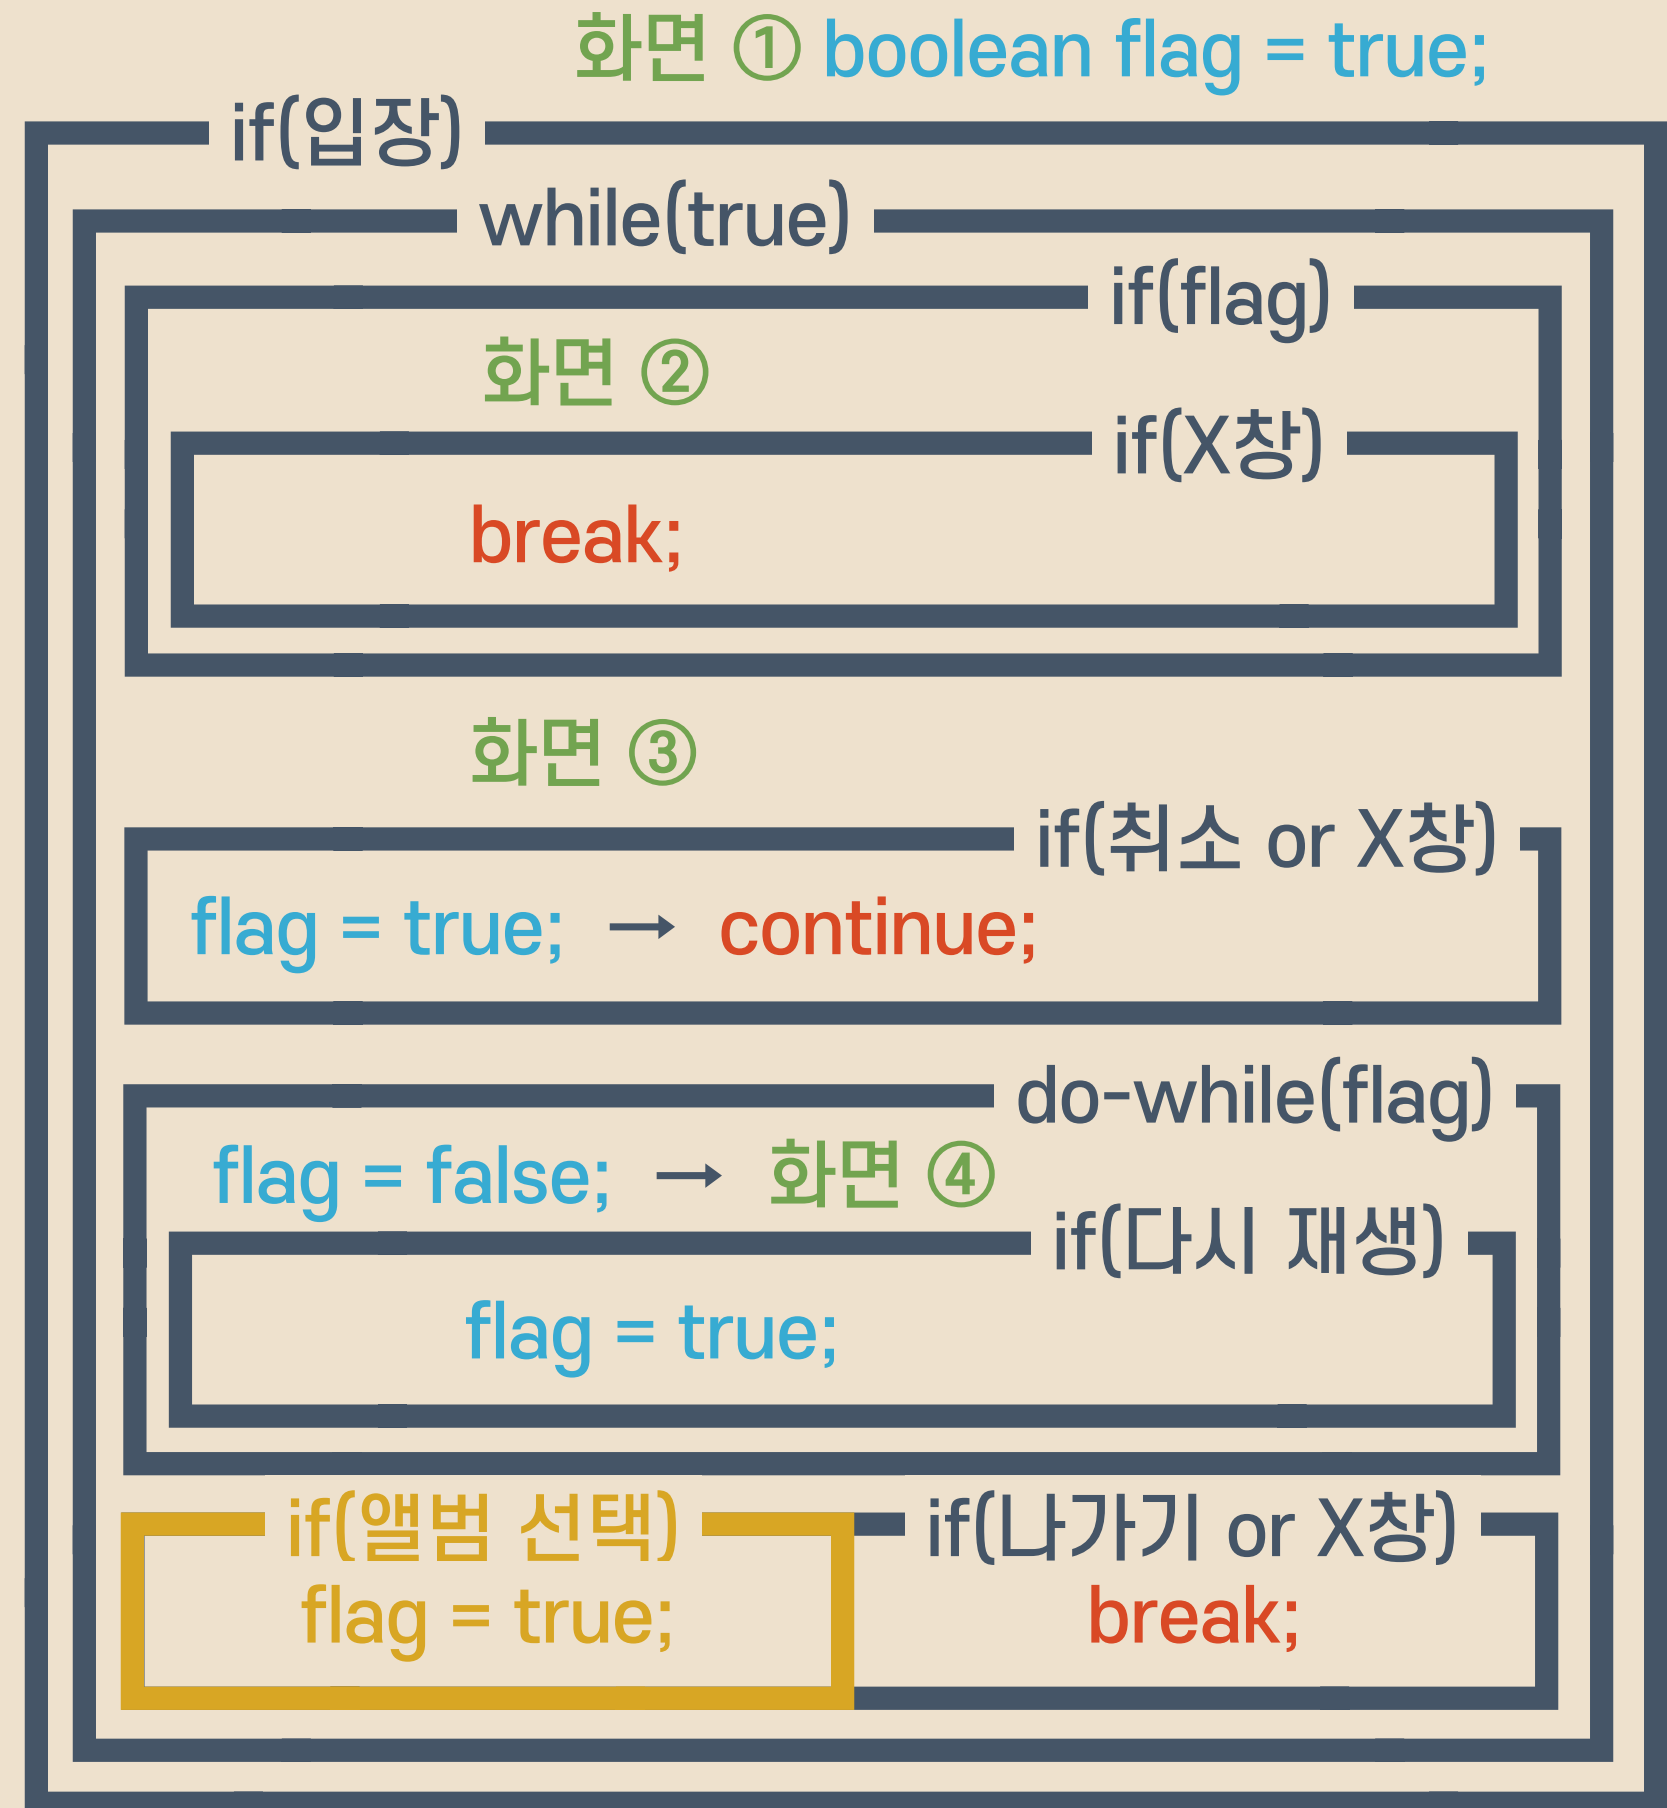 화면 ① boolean flag = true;
if(입장)
while(true)
if(flag)
화면 ②
if(X창)
break;
화면 ③
if(취소 or X창)
flag = true; → continue;
do-while(flag)
flag = false; → 화면 ④
if(다시 재생)
flag = true;
if(앨범 선택) if(나가기 or X창)
flag = true; break;